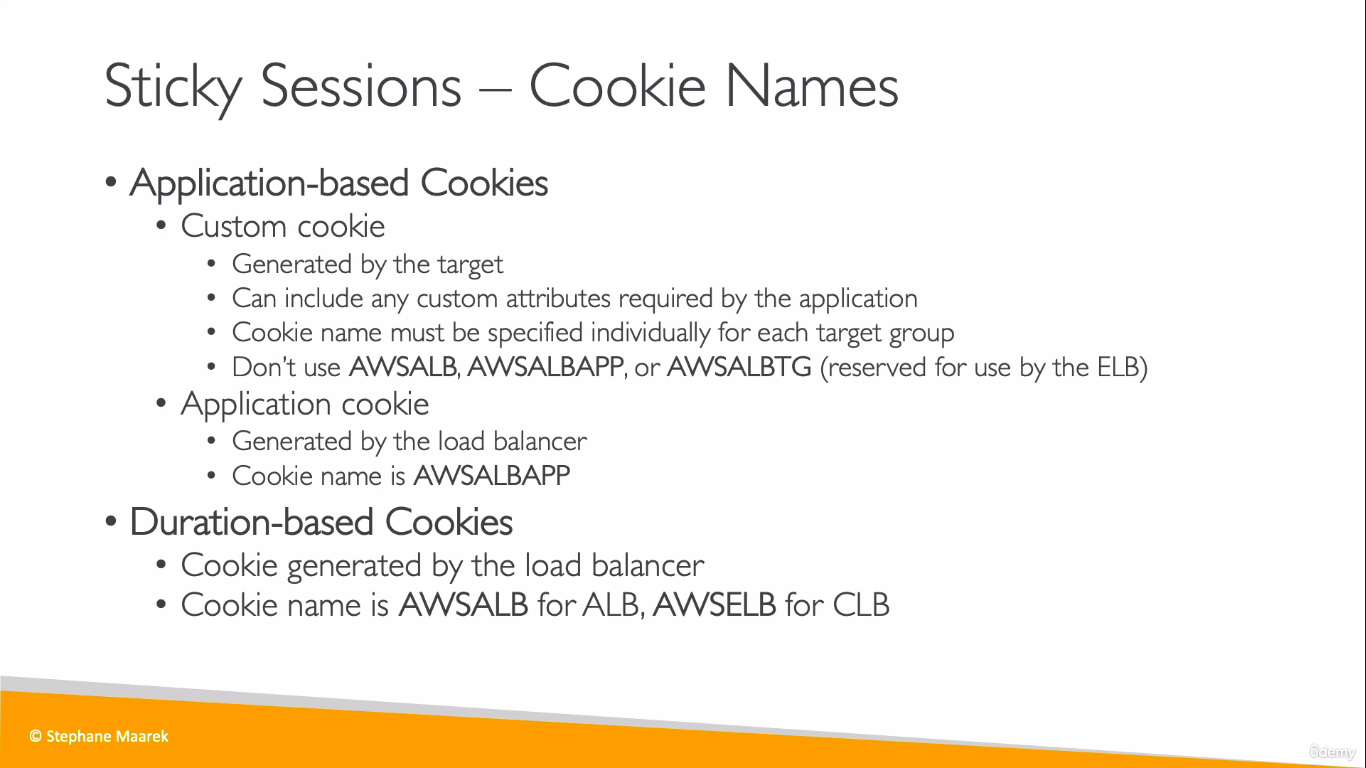 Sticky Sessions – Cookie Names
• Application-based Cookies
• Custom cookie
• Generated by the target
• Can include any custom attributes required by the application
• Cookie name must be specified individually for each target group
• Don't use AWSALB, AWSALBAPP, or AWSALBTG (reserved for use by the ELB)
• Application cookie
• Generated by the load balancer
• Cookie name is AWSALBAPP
• Duration-based Cookies
• Cookie generated by the load balancer
• Cookie name is AWSALB for ALB, AWSELB for CLB
© Stephane Maarek
ûdemy